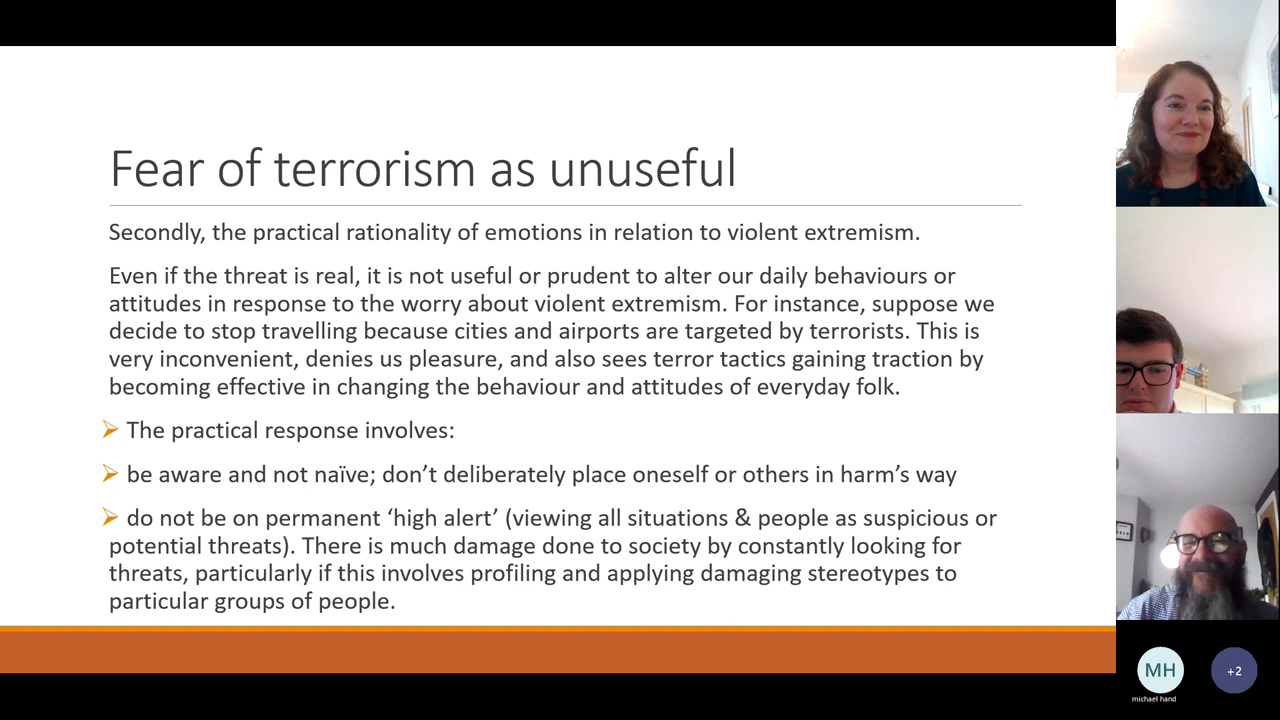 Fear of terrorism as unuseful
Secondly, the practical rationality of emotions in relation to violent extremism.
Even if the threat is real, it is not useful or prudent to alter our daily behaviours or
attitudes in response to the worry about violent extremism. For instance, suppose we
decide to stop travelling because cities and airports are targeted by terrorists. This is
very inconvenient, denies us pleasure, and also sees terror tactics gaining traction by
becoming effective in changing the behaviour and attitudes of everyday folk.
➢ The practical response involves:
➢ be aware and not naïve; don’t deliberately place oneself or others in harm’s way
➢ do not be on permanent ‘high alert’ (viewing all situations & people as suspicious or
potential threats). There is much damage done to society by constantly looking for
threats, particularly if this involves profiling and applying damaging stereotypes to
particular groups of people.
MH
+2
michael hand